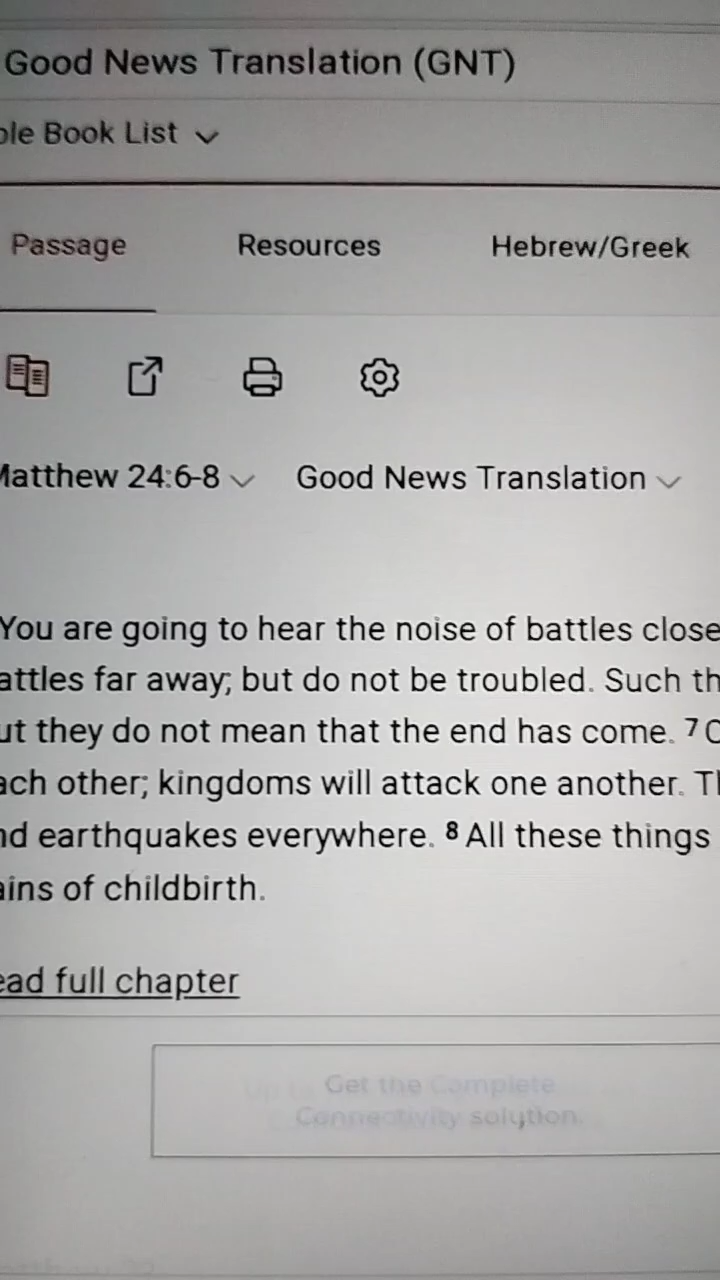 Good News Translation (GNT)
ble Book List
Passage Resources Hebrew/Greek
Matthew 24:6-8 Good News Translation
You are going to hear the noise of battles close
attles far away; but do not be troubled. Such th
ut they do not mean that the end has come. 7 C
ach other; kingdoms will attack one another. Th
nd earthquakes everywhere. 8 All these things
ains of childbirth.
ead full chapter
Get the Complete
Connectivity solution.